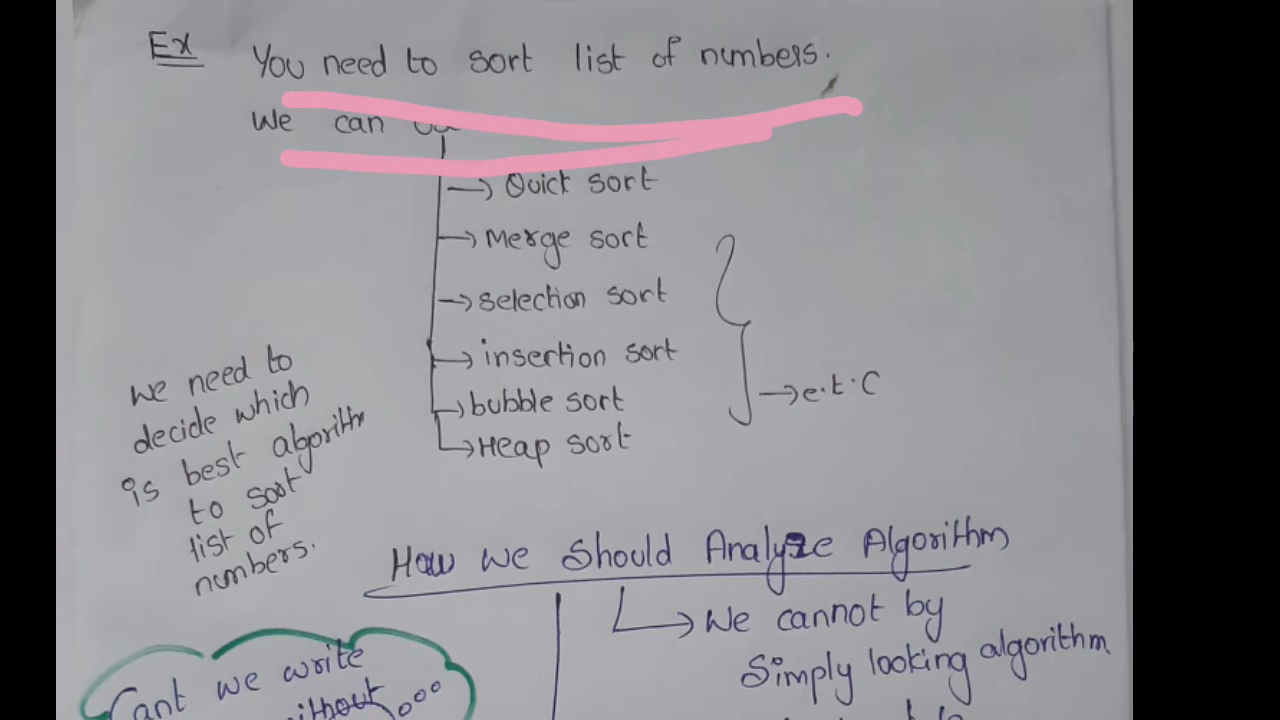 Ex You need to sort list of numbers.
We can
Quick sort
Merge sort
selection sort
insertion sort
bubble sort
Heap sort
e.t.c
we need to
decide which
is best algorithm
to sort
list of
numbers.
How we Should Analyze Algorithm
We cannot by
Simply looking algorithm
Cant we write